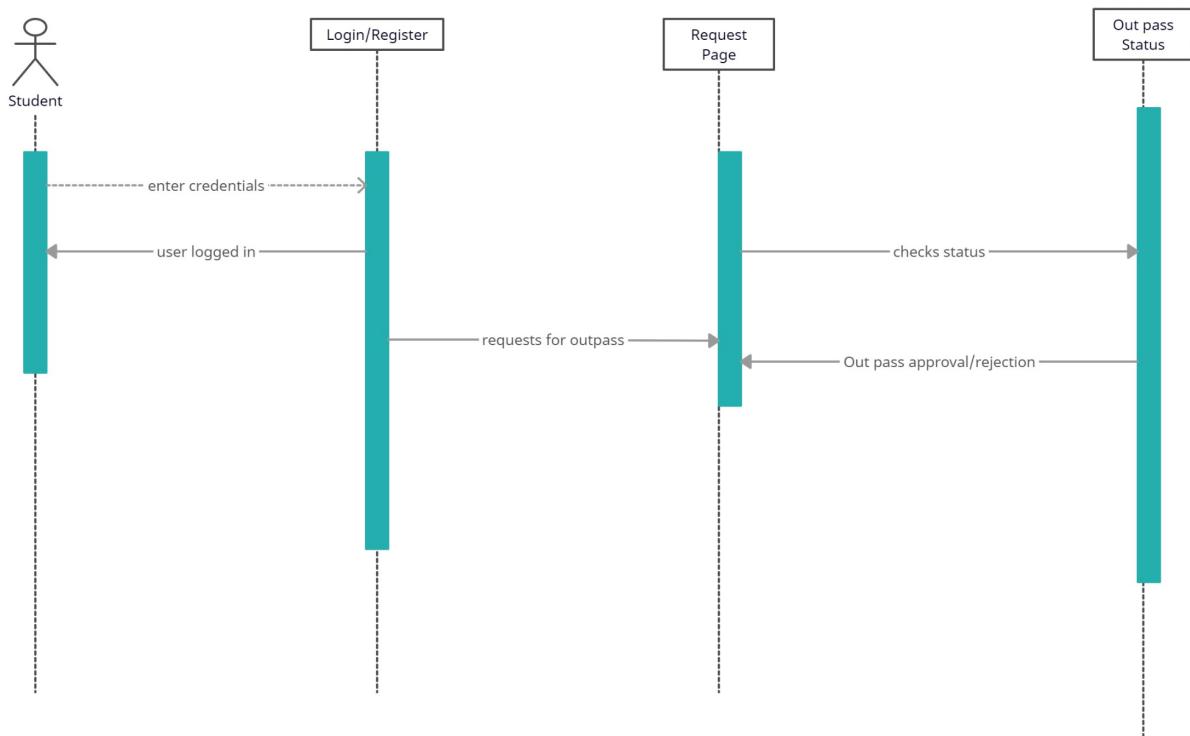 Student
Login/Register
Request
Page
Out pass
Status
enter credentials
user logged in
checks status
requests for outpass
Out pass approval/rejection